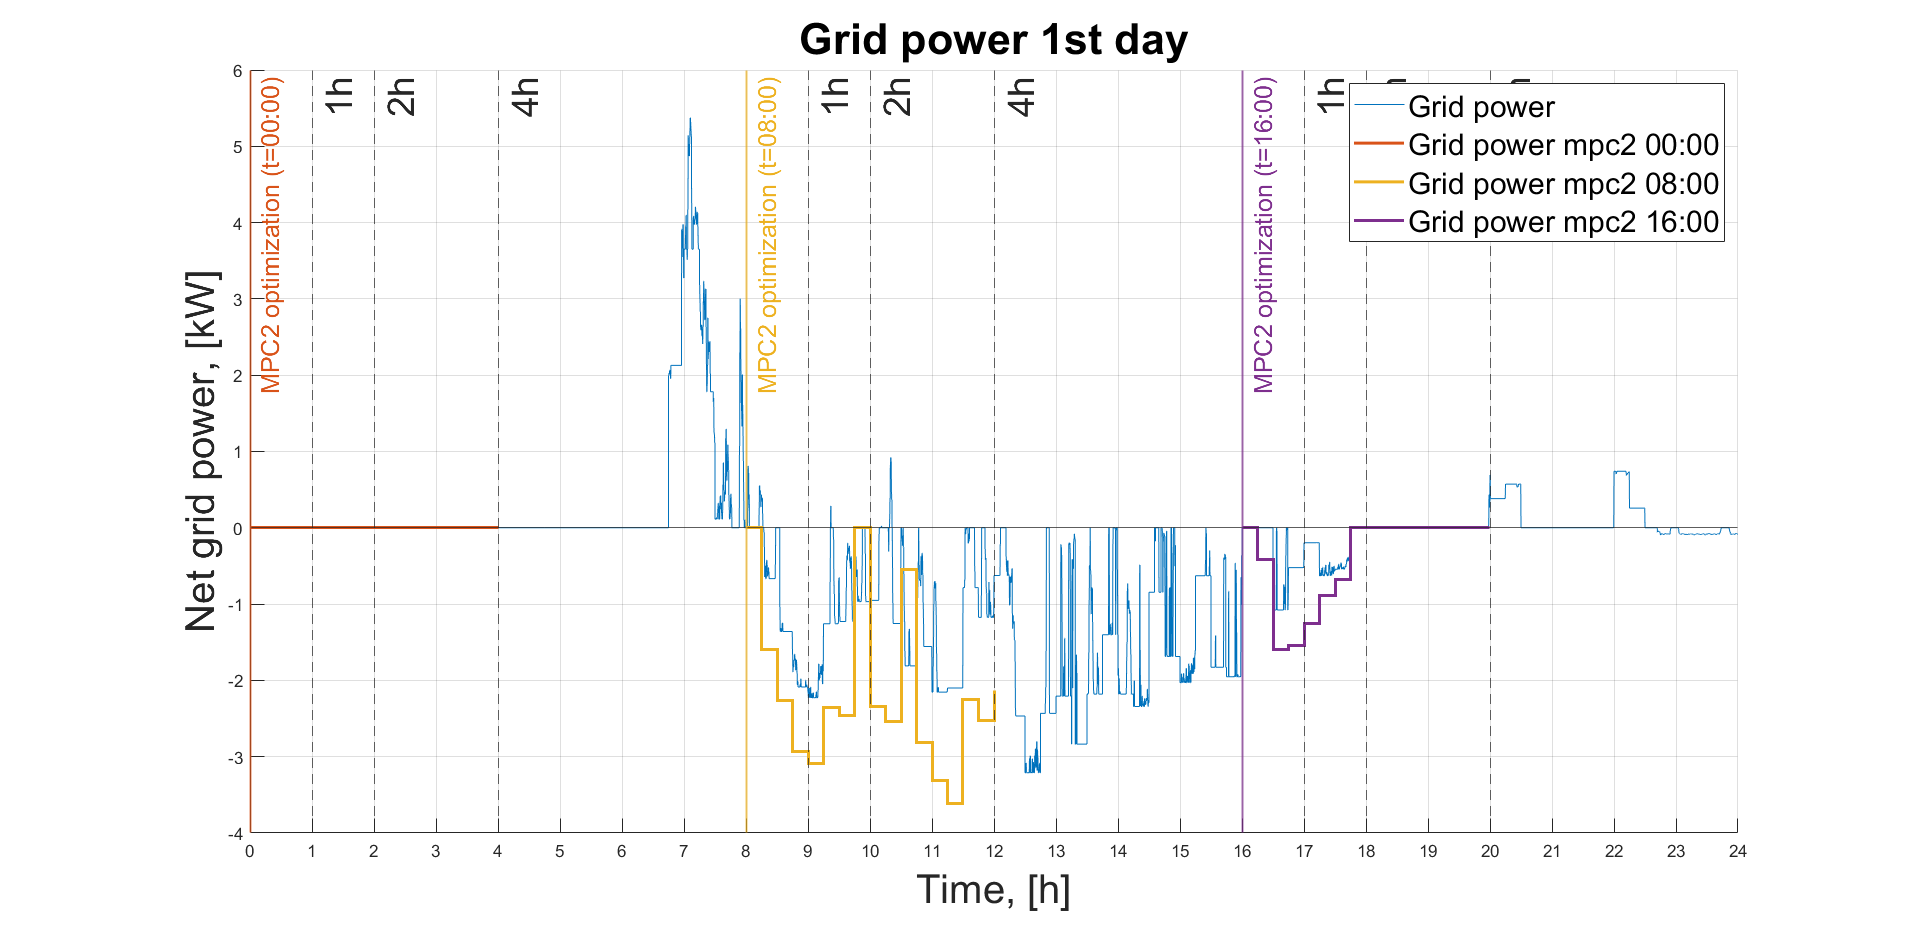 Grid power 1st day
Net grid power, [kW]
6
5
4
3
2
1
0
-1
-2
-3
-4
MPC2 optimization (t=00:00)
1h
2h
4h
MPC2 optimization (t=08:00)
1h
2h
4h
MPC2 optimization (t=16:00)
1h
Grid power
Grid power mpc2 00:00
Grid power mpc2 08:00
Grid power mpc2 16:00
0 1 2 3 4 5 6 7 8 9 10 11 12 13 14 15 16 17 18 19 20 21 22 23 24
Time, [h]